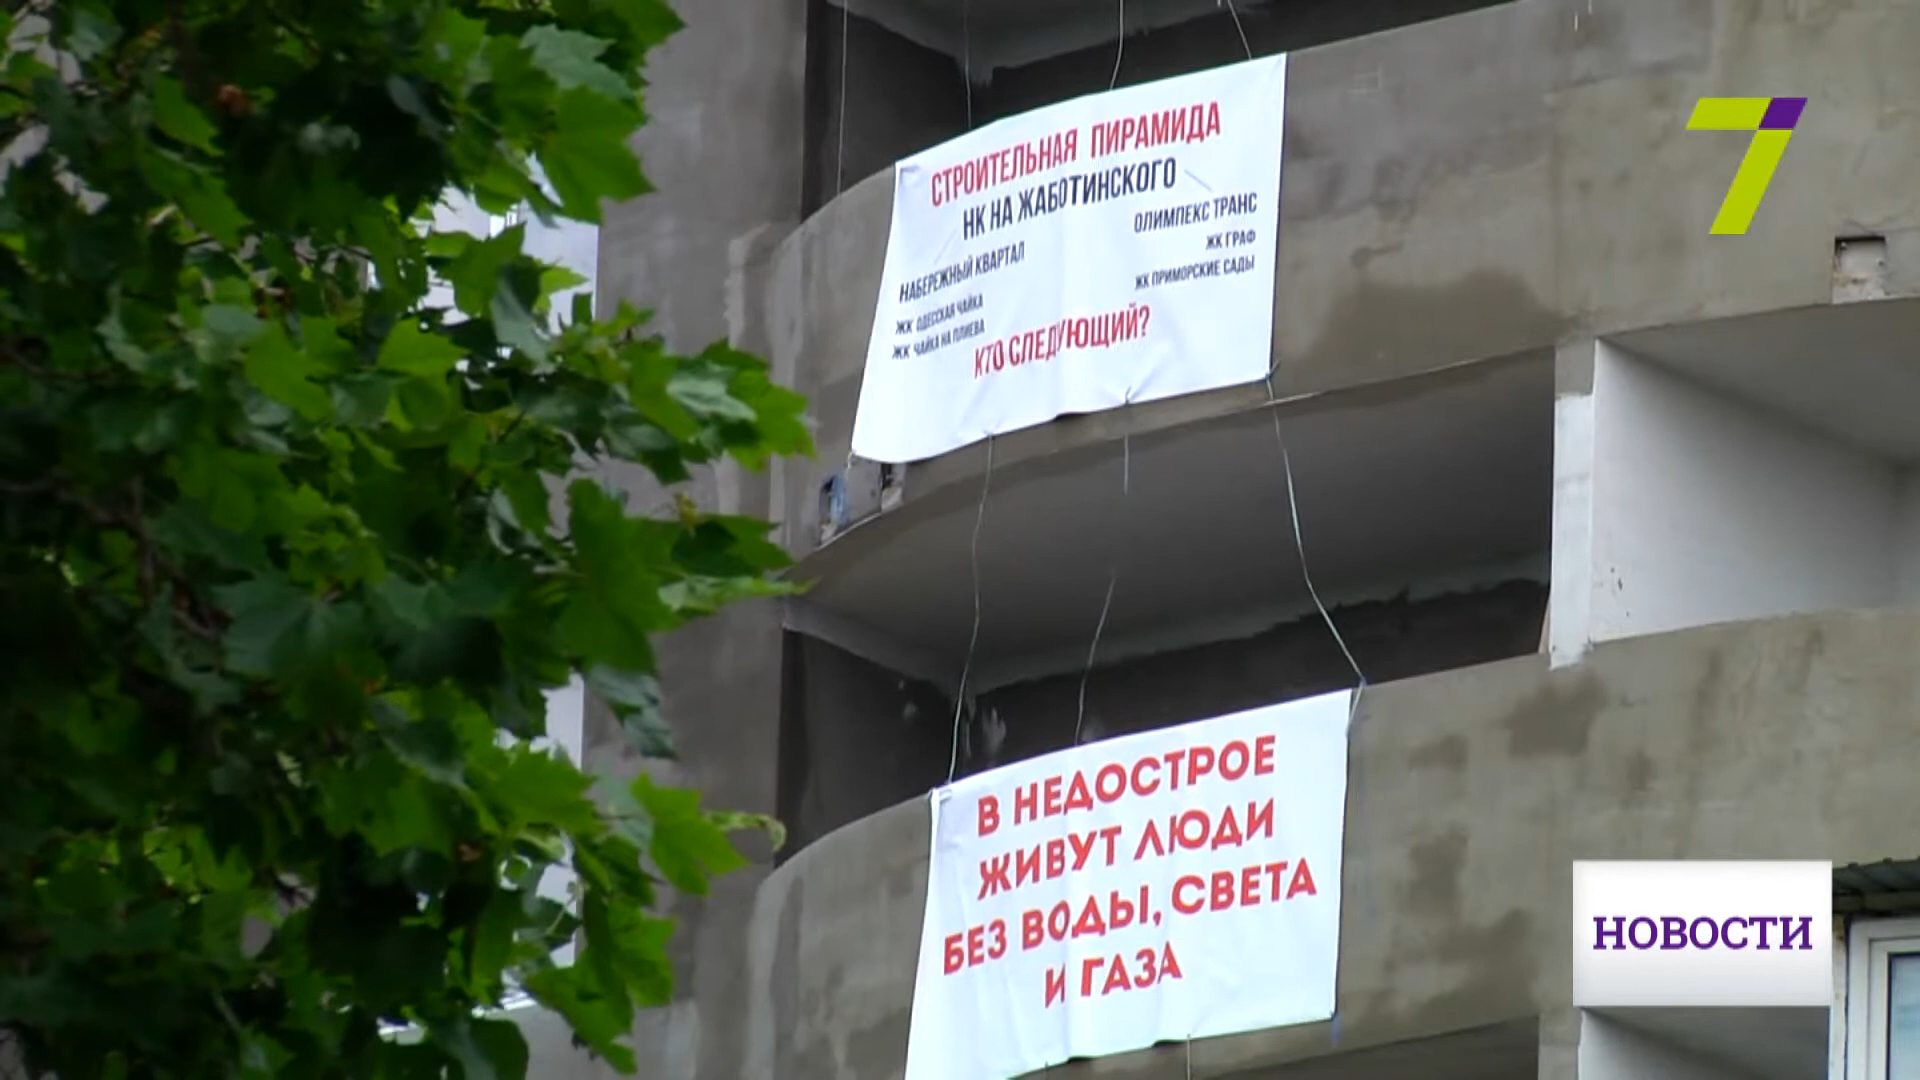 СТРОИТЕЛЬНАЯ ПИРАМИДА
НК НА ЖАБОТИНСКОГО
НАБЕРЕЖНЫЙ КВАРТАЛ
ЖК ОДЕССКАЯ ЧАЙКА
ЖК ЧАЙКА НА ПЛИЕВА
ОЛИМПЕКС ТРАНС
ЖК ГРАФ
ЖК ПРИМОРСКИЕ САДЫ
КТО СЛЕДУЮЩИЙ?
7
В НЕДОСТРОЕ
ЖИВУТ ЛЮДИ
БЕЗ ВОДЫ, СВЕТА
И ГАЗА
НОВОСТИ